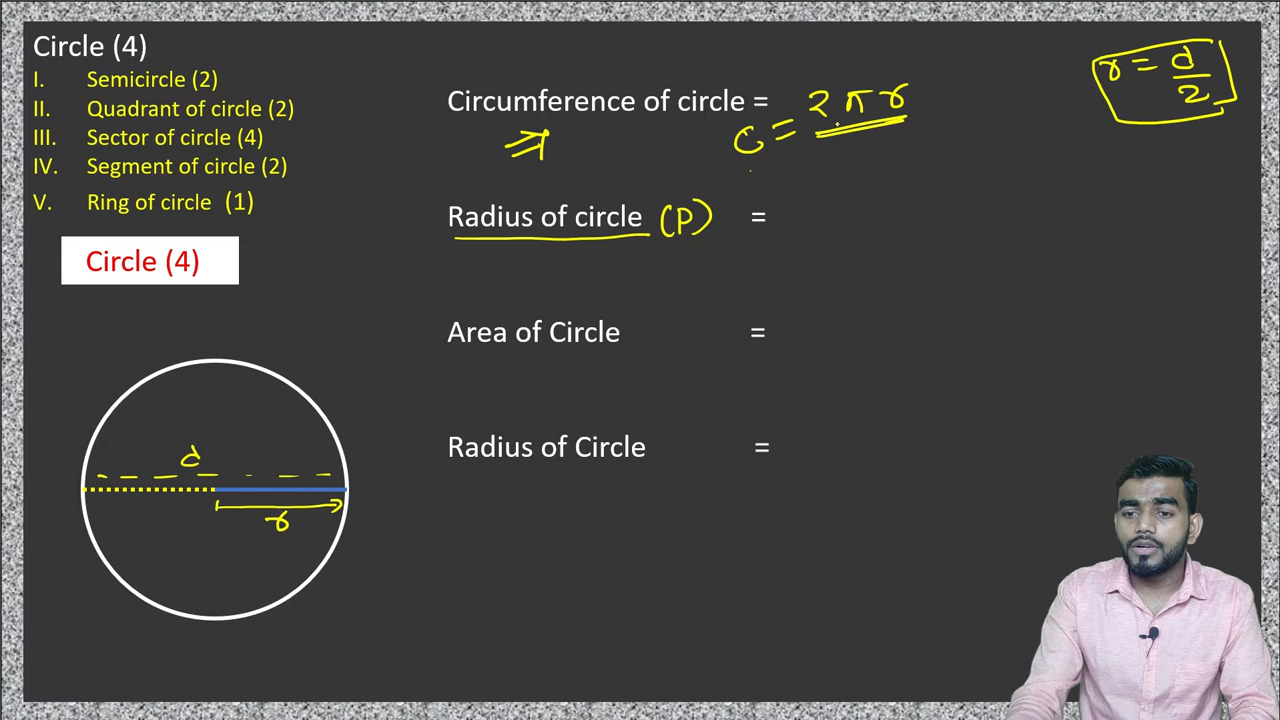 Circle (4)
I. Semicircle (2)
II. Quadrant of circle (2)
III. Sector of circle (4)
IV. Segment of circle (2)
V. Ring of circle (1)
Circle (4)
d
r
Circumference of circle = 2πr
C =
Radius of circle (P) =
Area of Circle =
Radius of Circle =
r = d/2